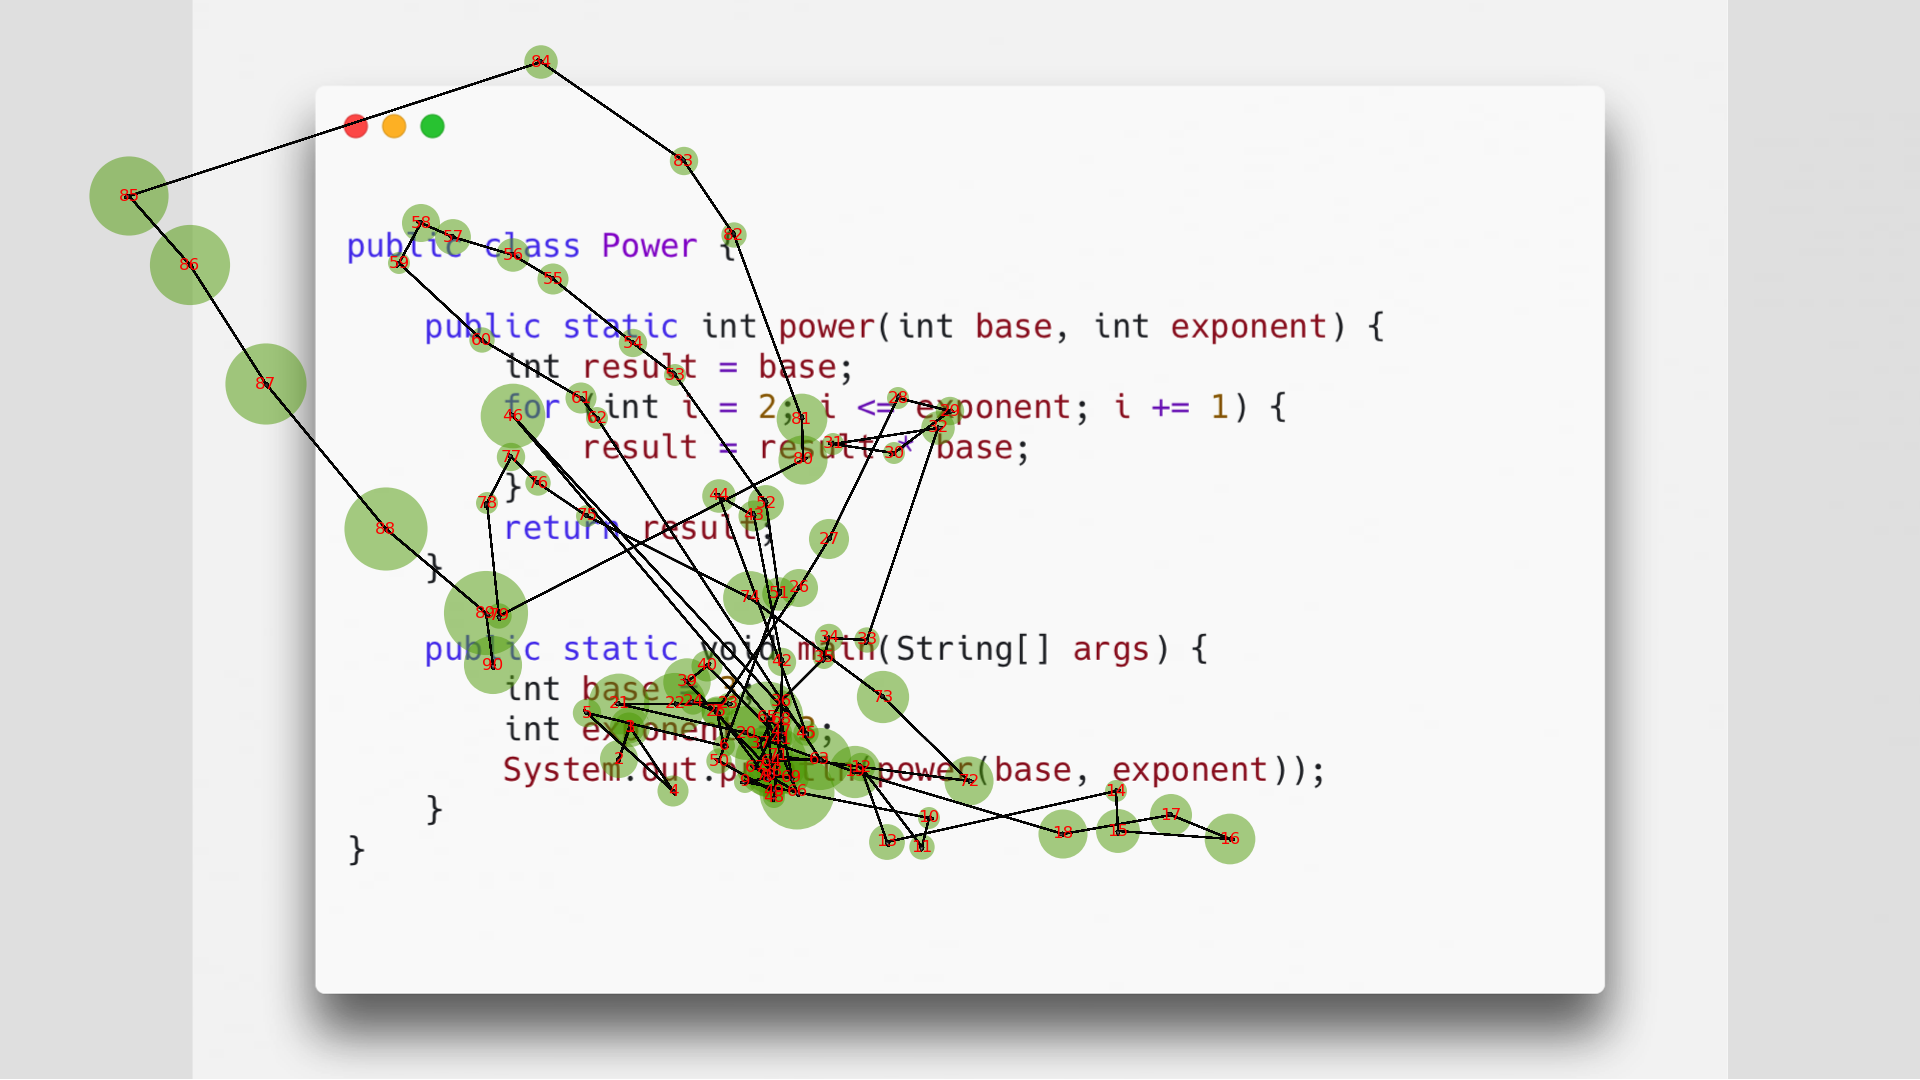 public class Power {
public static int power(int base, int exponent) {
int result = base;
for (int i = 2; i <= exponent; i += 1) {
result = result * base;
}
return result;
}
public static void main(String[] args) {
int base = 2;
int exponent = ;
System.out.println(power(base, exponent));
}
}